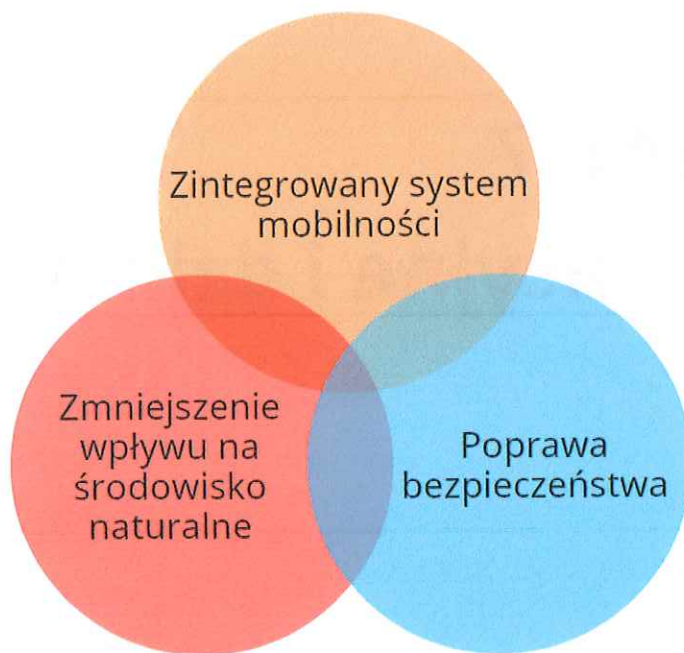 Zintegrowany system
mobilności
Zmniejszenie
wpływu na
środowisko
naturalne
Poprawa
bezpieczeństwa